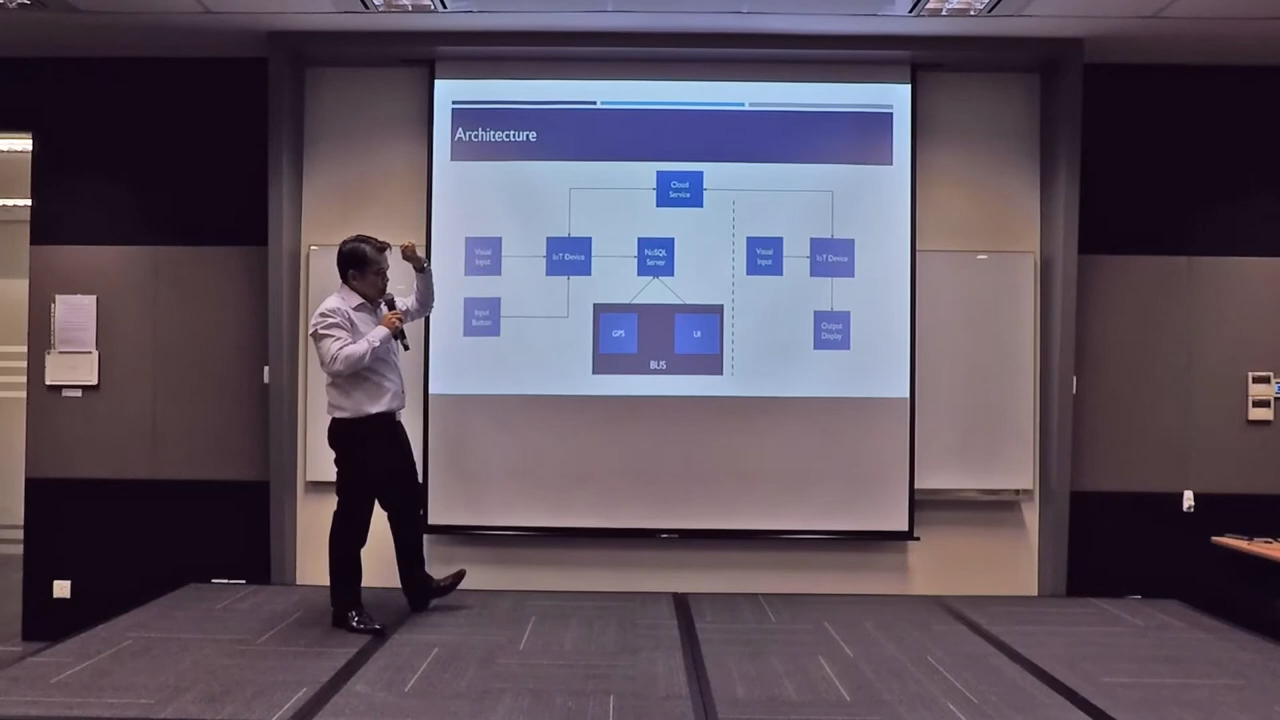 Architecture
Cloud
Service
Visual
Input
IoT Device
NoSQL
Server
Visual
Input
IoT Device
Input
Button
GPS
UI
Output
Display
BUS